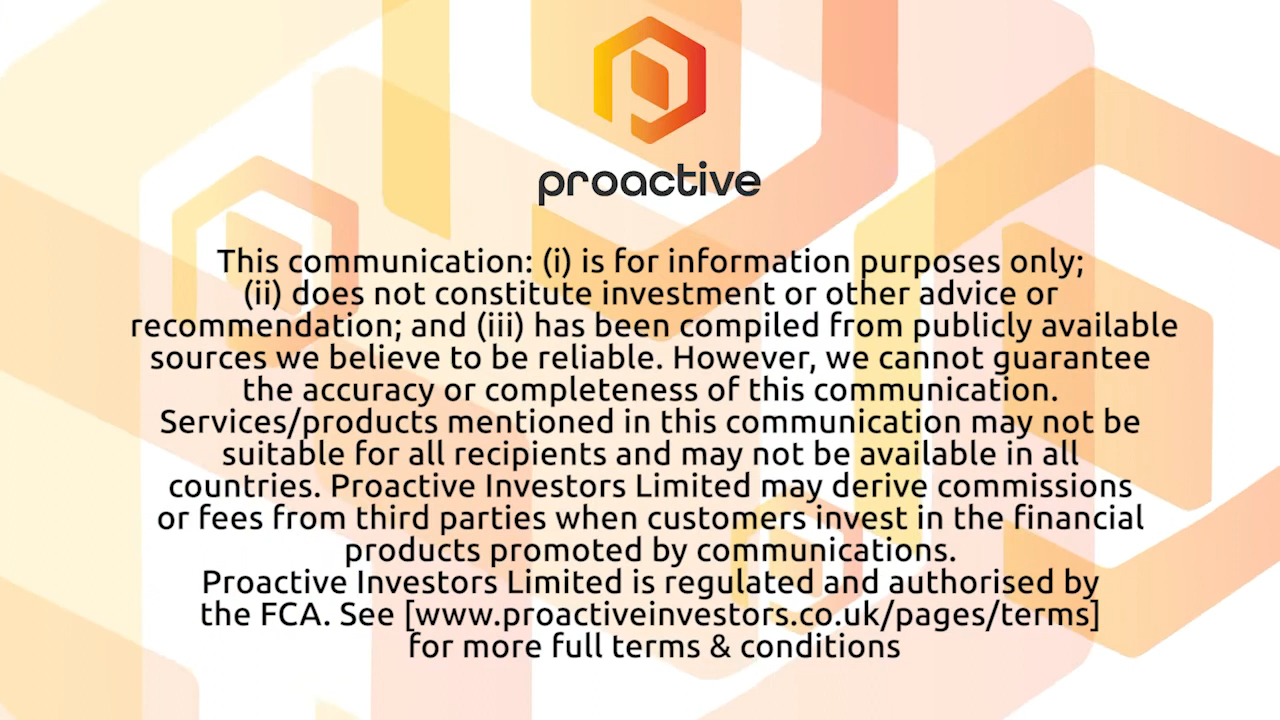 proactive
This communication: (i) is for information purposes only;
(ii) does not constitute investment or other advice or
recommendation; and (iii) has been compiled from publicly available
sources we believe to be reliable. However, we cannot guarantee
the accuracy or completeness of this communication.
Services/products mentioned in this communication may not be
suitable for all recipients and may not be available in all
countries. Proactive Investors Limited may derive commissions
or fees from third parties when customers invest in the financial
products promoted by communications.
Proactive Investors Limited is regulated and authorised by
the FCA. See [www.proactiveinvestors.co.uk/pages/terms]
for more full terms & conditions